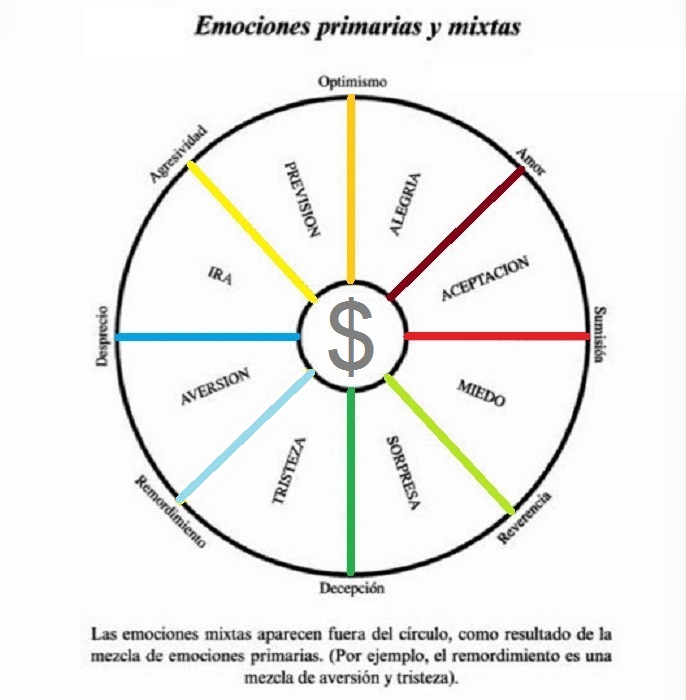 Emociones primarias y mixtas
Optimismo
Agresividad
Amor
PREVISION
ALEGRIA
IRA
ACEPTACION
Desprecio
$
Sumisión
AVERSION
MIEDO
TRISTEZA
SORPRESA
Remordimiento
Reverencia
Decepción
Las emociones mixtas aparecen fuera del círculo, como resultado de la
mezcla de emociones primarias. (Por ejemplo, el remordimiento es una
mezcla de aversión y tristeza).